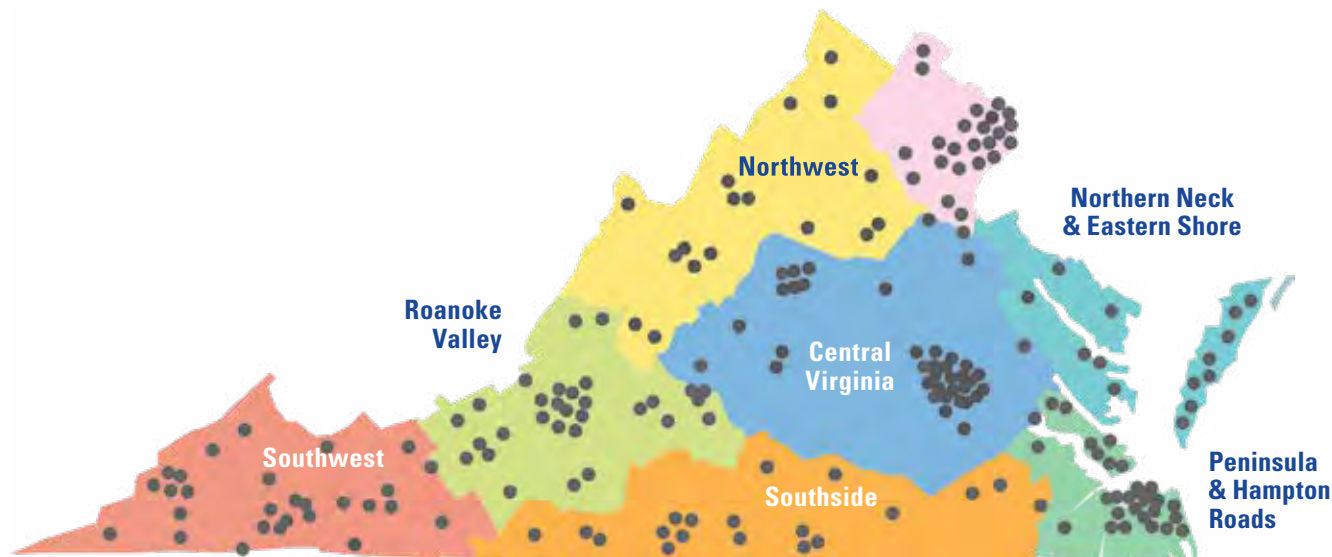 Northwest
Northern Neck
& Eastern Shore
Roanoke
Valley
Central
Virginia
Southwest
Southside
Peninsula
& Hampton
Roads